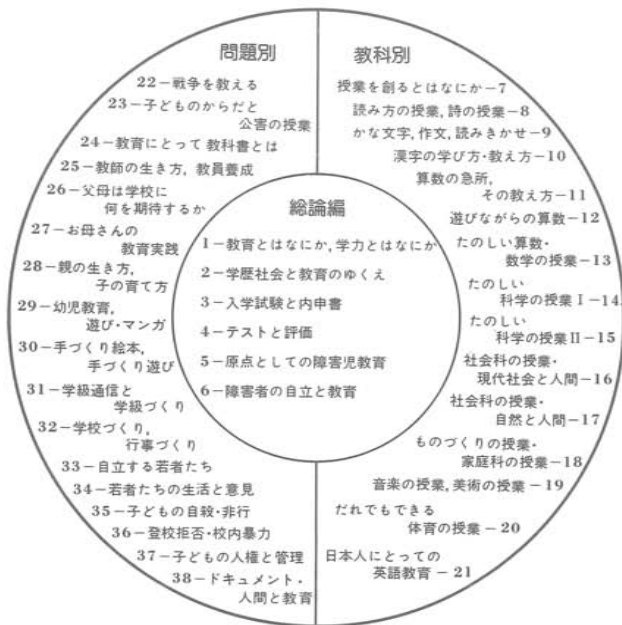 問題別
22－戦争を教える
23－子どものからだと
公害の授業
24－教育にとって教科書とは
25－教師の生き方，教員養成
26－父母は学校に
何を期待するか
27－お母さんの
教育実践
28－親の生き方，
子の育て方
29－幼児教育，
遊び・マンガ
30－手づくり絵本，
手づくり遊び
31－学級通信と
学級づくり
32－学校づくり，
行事づくり
33－自立する若者たち
34－若者たちの生活と意見
35－子どもの自殺・非行
36－登校拒否・校内暴力
37－子どもの人権と管理
38－ドキュメント・
人間と教育
総論編
1－教育とはなにか，学力とはなにか
2－学歴社会と教育のゆくえ
3－入学試験と内申書
4－テストと評価
5－原点としての障害児教育
6－障害者の自立と教育
教科別
授業を創るとはなにか－7
読み方の授業，詩の授業－8
かな文字，作文，読みきかせ－9
漢字の学び方・教え方－10
算数の急所，
その教え方－11
遊びながらの算数－12
たのしい算数・
数学の授業－13
たのしい
科学の授業Ⅰ－14
たのしい
科学の授業Ⅱ－15
社会科の授業・
現代社会と人間－16
社会科の授業・
自然と人間－17
ものづくりの授業・
家庭科の授業－18
音楽の授業，美術の授業－19
だれでもできる
体育の授業－20
日本人にとっての
英語教育－21